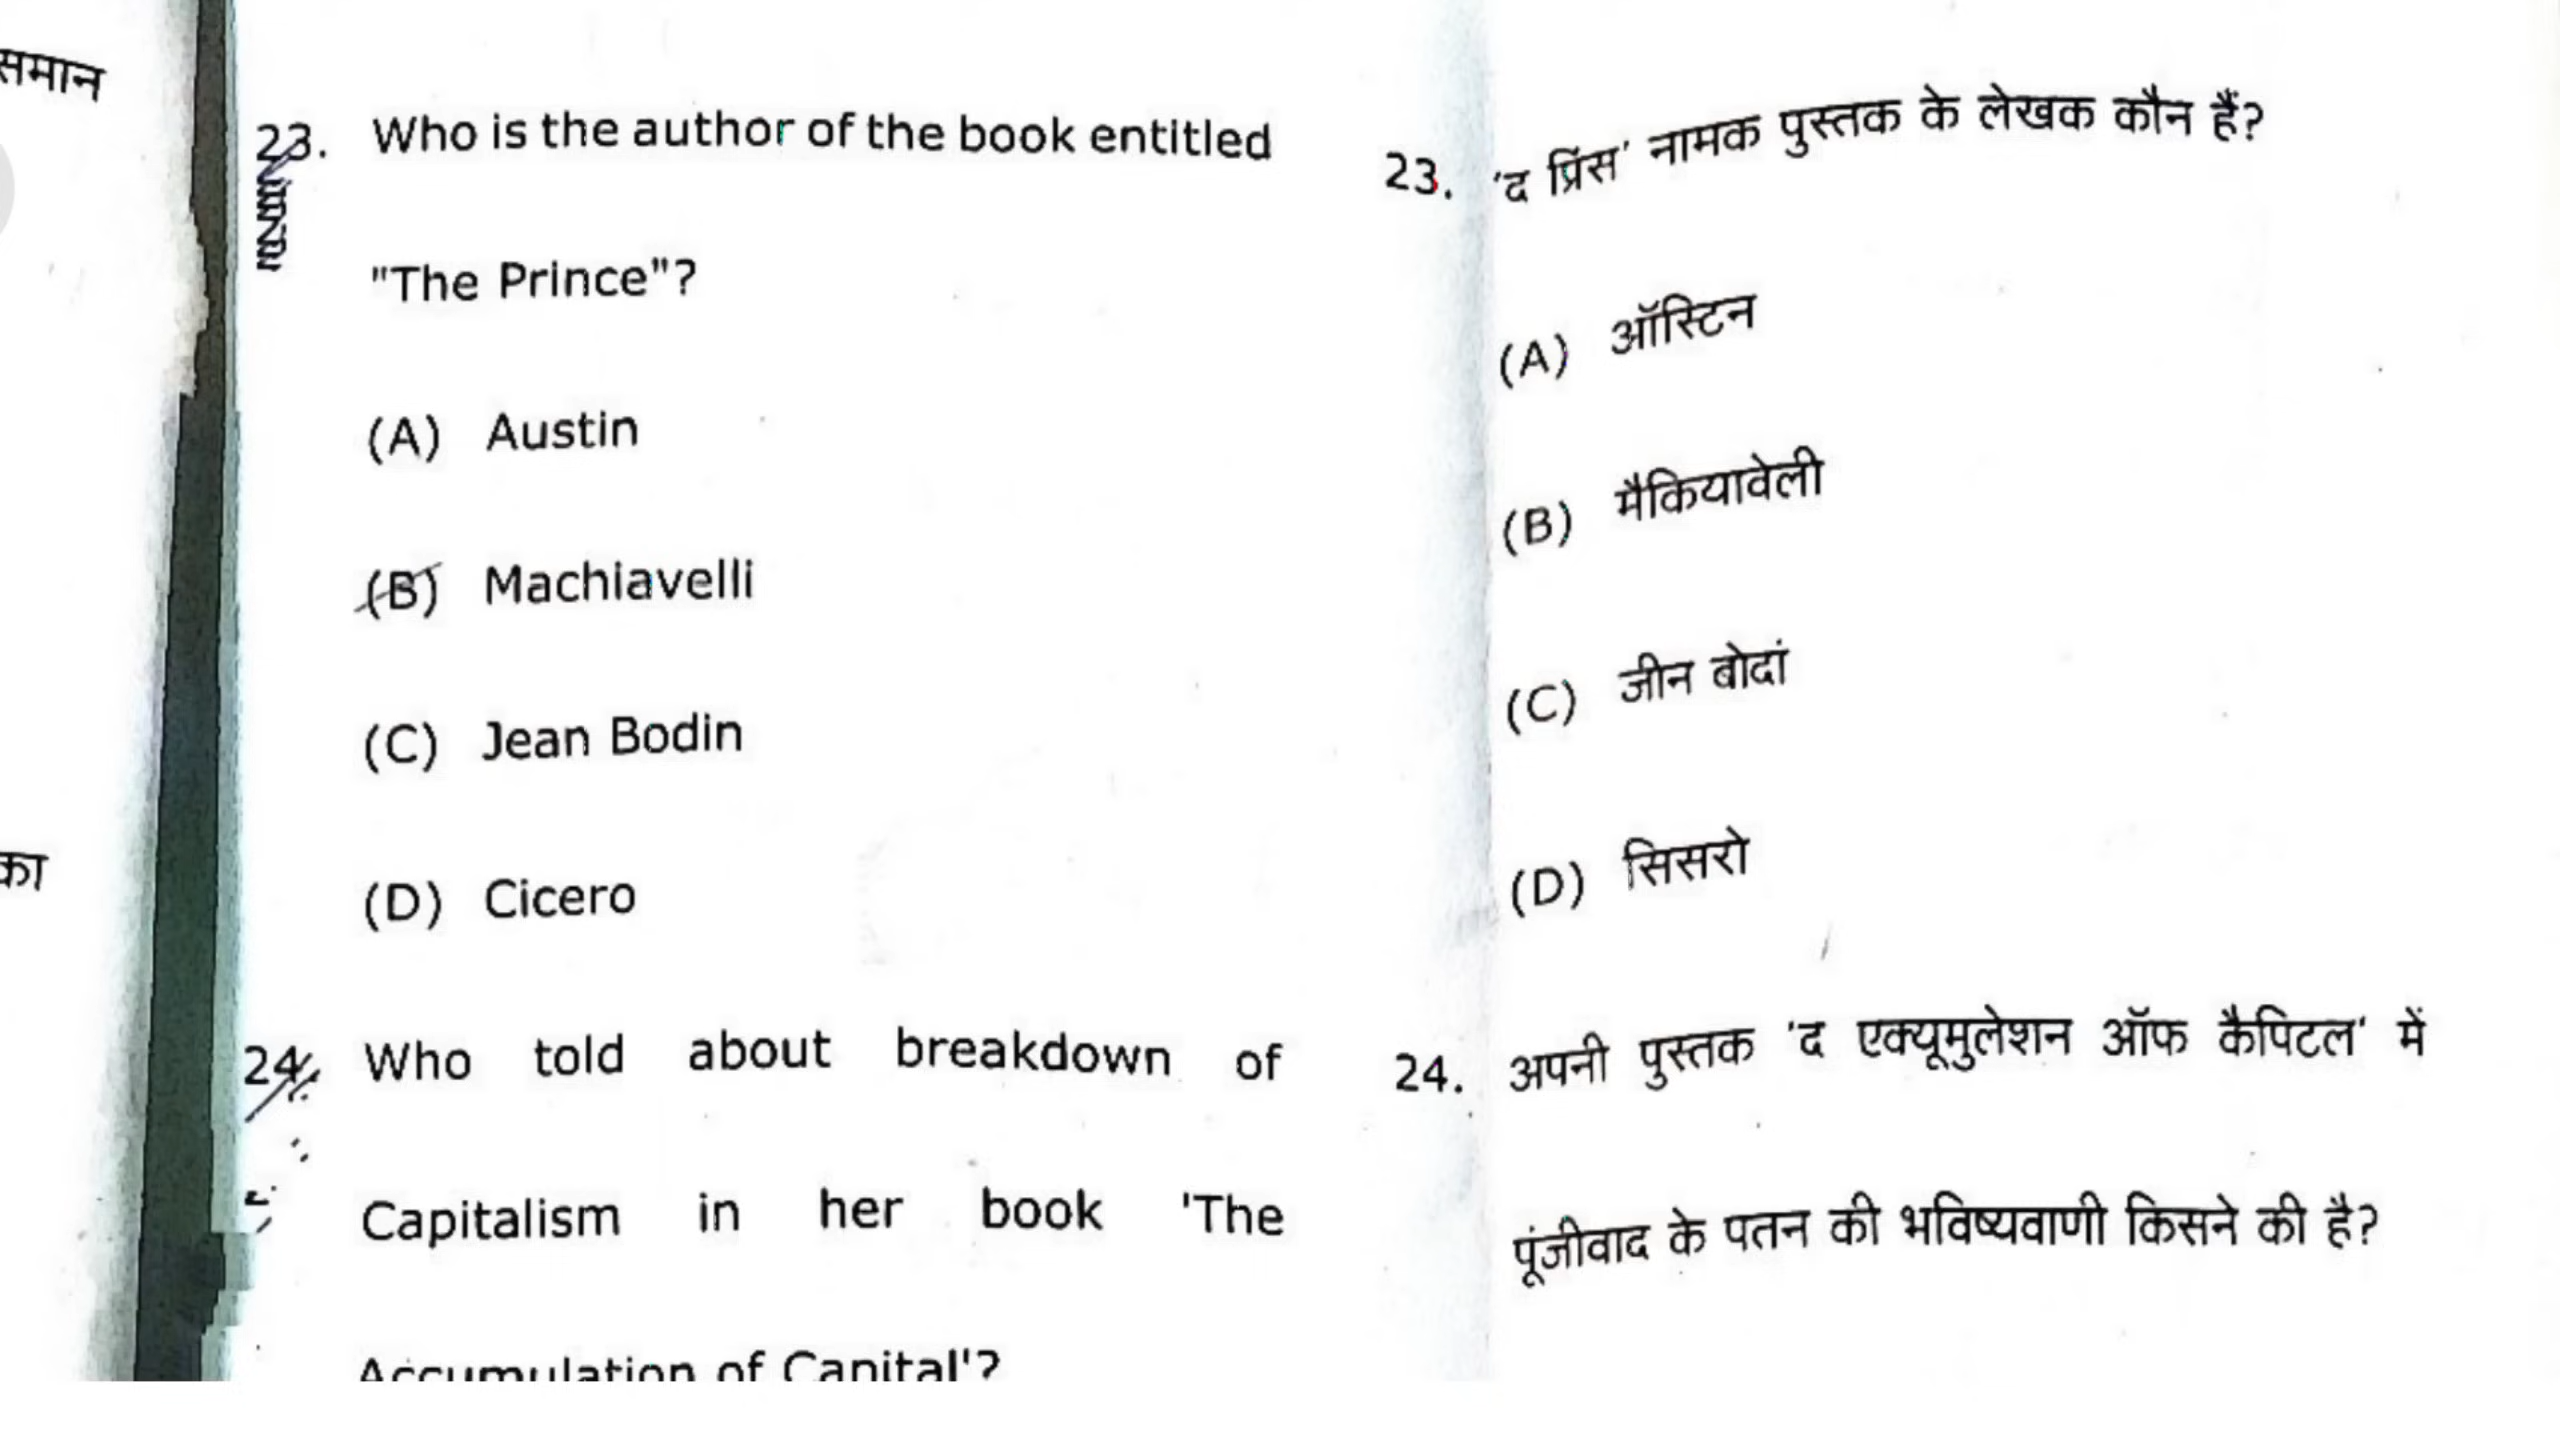 समान
का
23. Who is the author of the book entitled
"The Prince"?
(A) Austin
(B) Machiavelli
(C) Jean Bodin
(D) Cicero
24. Who told about breakdown of
Capitalism in her book 'The
Accumulation of Capital'?
23. 'द प्रिंस' नामक पुस्तक के लेखक कौन हैं?
(A) ऑस्टिन
(B) मैकियावेली
(C) जीन बोदां
(D) सिसरो
24. अपनी पुस्तक 'द एक्यूमुलेशन ऑफ कैपिटल' में
पूंजीवाद के पतन की भविष्यवाणी किसने की है?